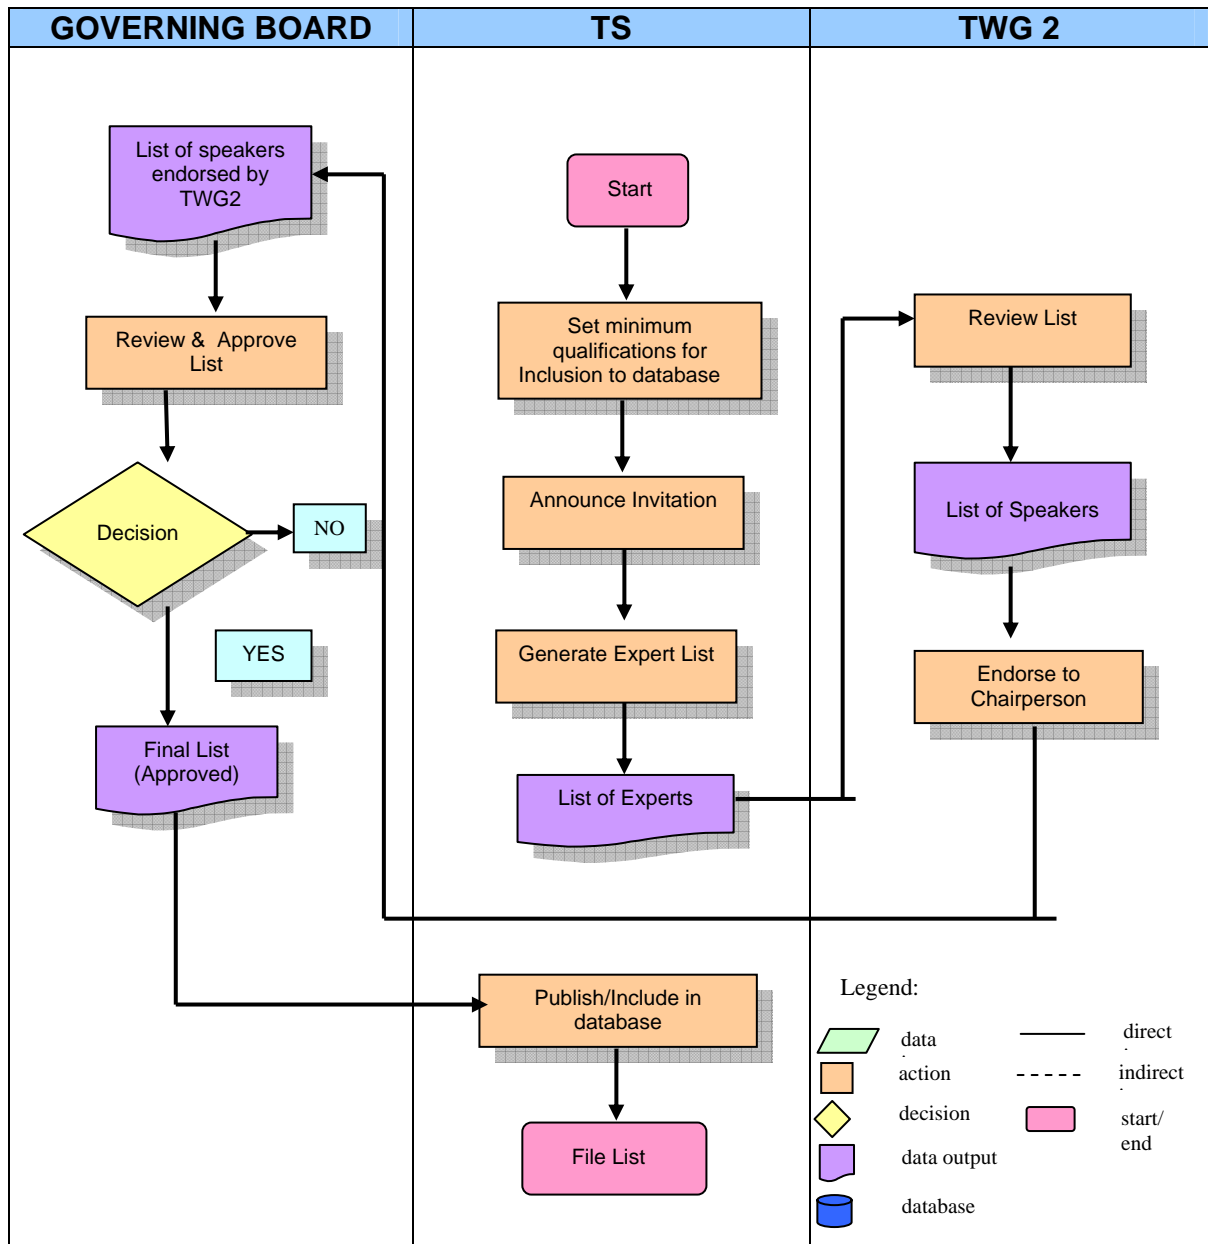 GOVERNING BOARD
TS
TWG 2
List of speakers
endorsed by
TWG2
Review & Approve
List
Decision
NO
YES
Final List
(Approved)
Start
Set minimum
qualifications for
Inclusion to database
Announce Invitation
Generate Expert List
List of Experts
Publish/Include in
database
File List
Review List
List of Speakers
Endorse to
Chairperson
Legend:
data
action
decision
data output
database
direct
indirect
start/
end